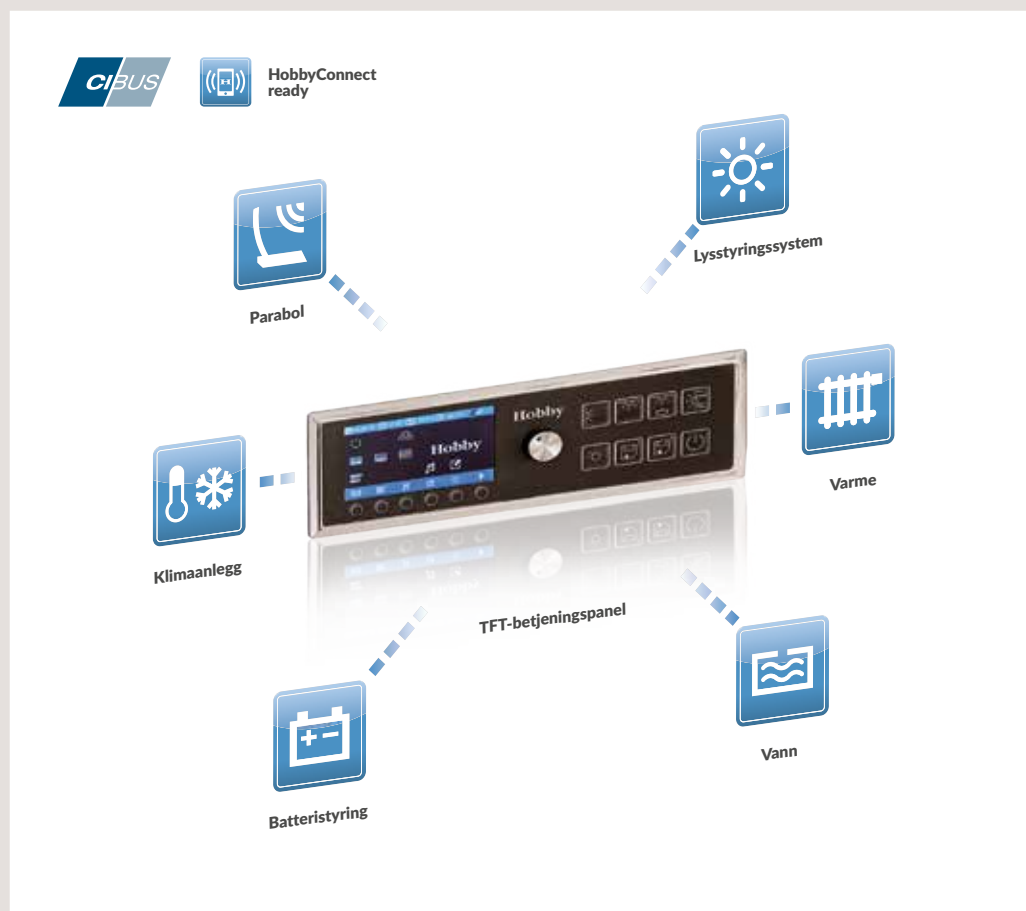 CIBUS
HobbyConnect
ready
Lysstyringssystem
Parabol
Hobby
Hobby
Varme
Klimaanlegg
TFT-betjeningspanel
Vann
Batteristyring